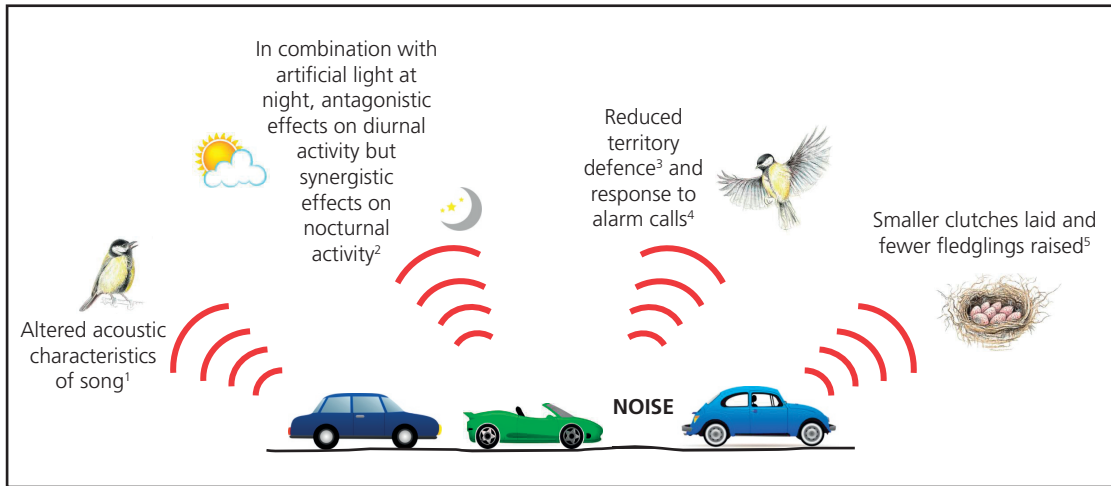 In combination with
artificial light at
night, antagonistic
effects on diurnal
activity but
synergistic
effects on
nocturnal
activity²
Reduced
territory
defence³ and
response to
alarm calls⁴
Smaller clutches laid and
fewer fledglings raised⁵
Altered acoustic
characteristics
of song¹
NOISE